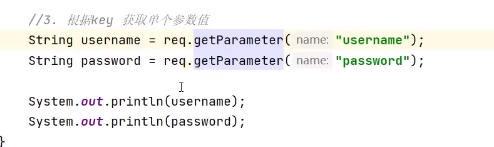 //3. 根据key 获取单个参数值
String username = req.getParameter( name: "username");
String password = req.getParameter( name: "password");
System.out.println(username);
System.out.println(password);
}